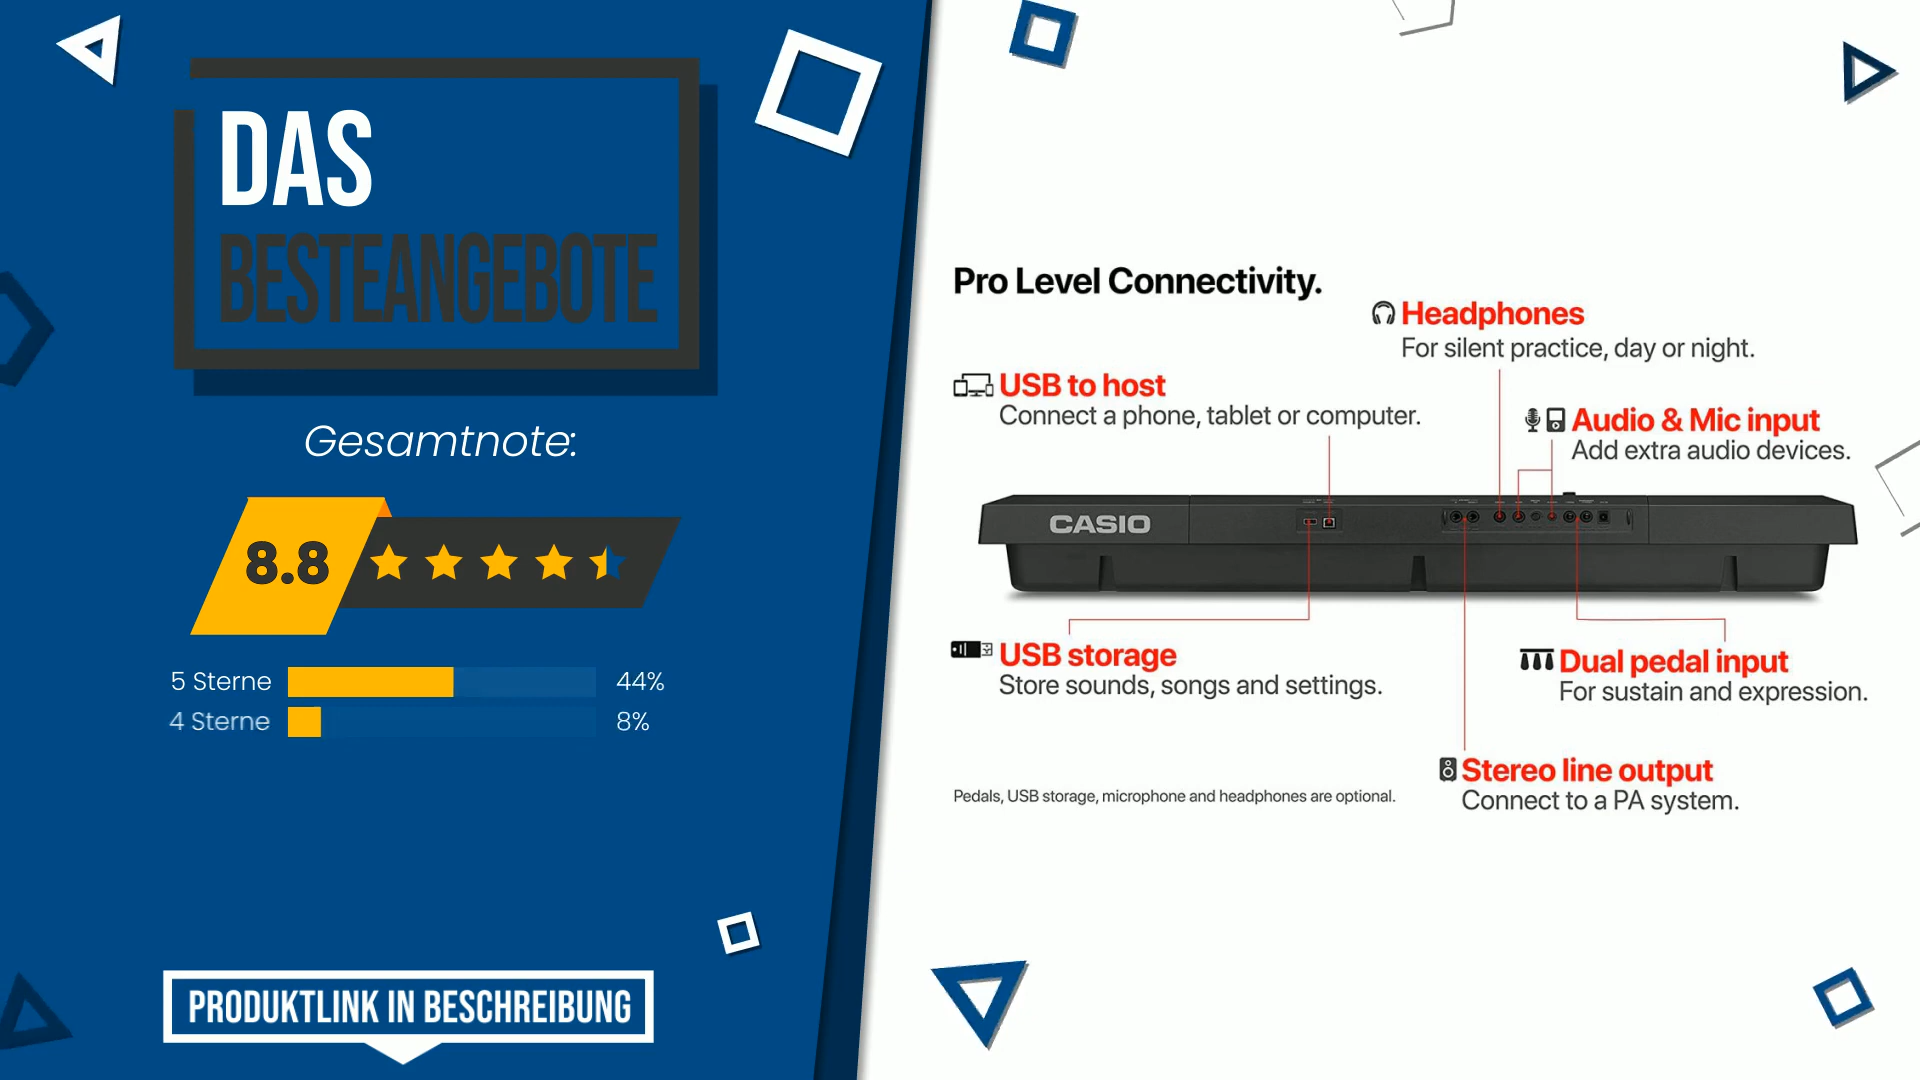 DAS
BESTEANGEBOTE
Gesamtnote:
8.8
5 Sterne 44%
4 Sterne 8%
PRODUKTLINK IN BESCHREIBUNG
Pro Level Connectivity.
Headphones
For silent practice, day or night.
USB to host
Connect a phone, tablet or computer.
Audio & Mic input
Add extra audio devices.
CASIO
USB storage
Store sounds, songs and settings.
Dual pedal input
For sustain and expression.
Stereo line output
Connect to a PA system.
Pedals, USB storage, microphone and headphones are optional.